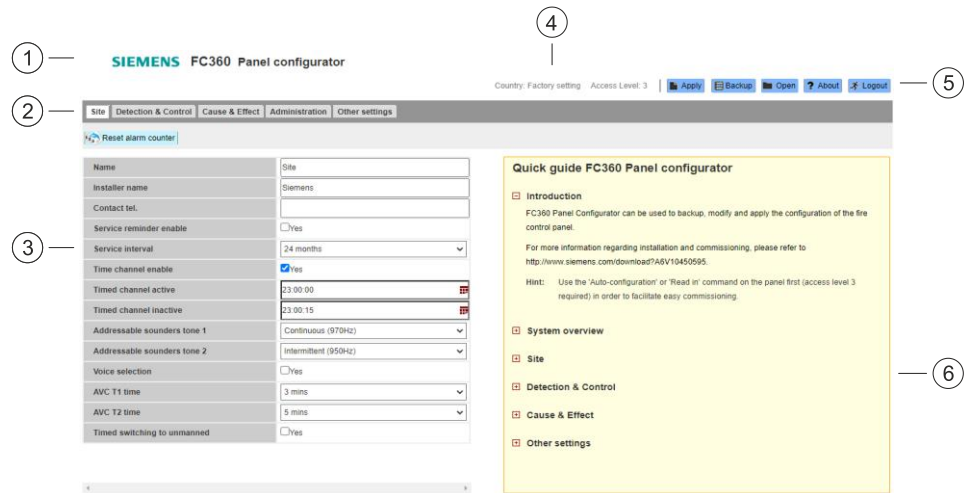 4
1
SIEMENS FC360 Panel configurator
Country: Factory setting Access Level: 3 Apply Backup Open ? About Logout
5
2
Site Detection & Control Cause & Effect Administration Other settings
Reset alarm counter
Name Site
Installer name Siemens
Contact tel.
Service reminder enable Yes
3
Service interval 24 months
Time channel enable Yes
Timed channel active 23:00:00
Timed channel inactive 23:00:15
Addressable sounders tone 1 Continuous (970Hz)
Addressable sounders tone 2 Intermittent (950Hz)
Voice selection Yes
AVC T1 time 3 mins
AVC T2 time 5 mins
Timed switching to unmanned Yes
Quick guide FC360 Panel configurator
Introduction
FC360 Panel Configurator can be used to backup, modify and apply the configuration of the fire
control panel.
For more information regarding installation and commissioning, please refer to
http://www.siemens.com/download?A6V10450595.
Hint: Use the 'Auto-configuration' or 'Read in' command on the panel first (access level 3
required) in order to facilitate easy commissioning.
System overview
Site
6
Detection & Control
Cause & Effect
Other settings